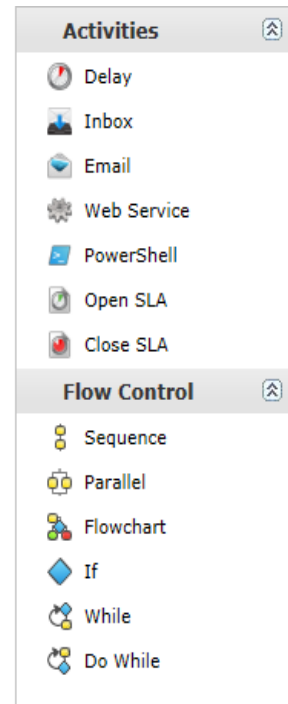 Activities
Delay
Inbox
Email
Web Service
PowerShell
Open SLA
Close SLA
Flow Control
Sequence
Parallel
Flowchart
If
While
Do While